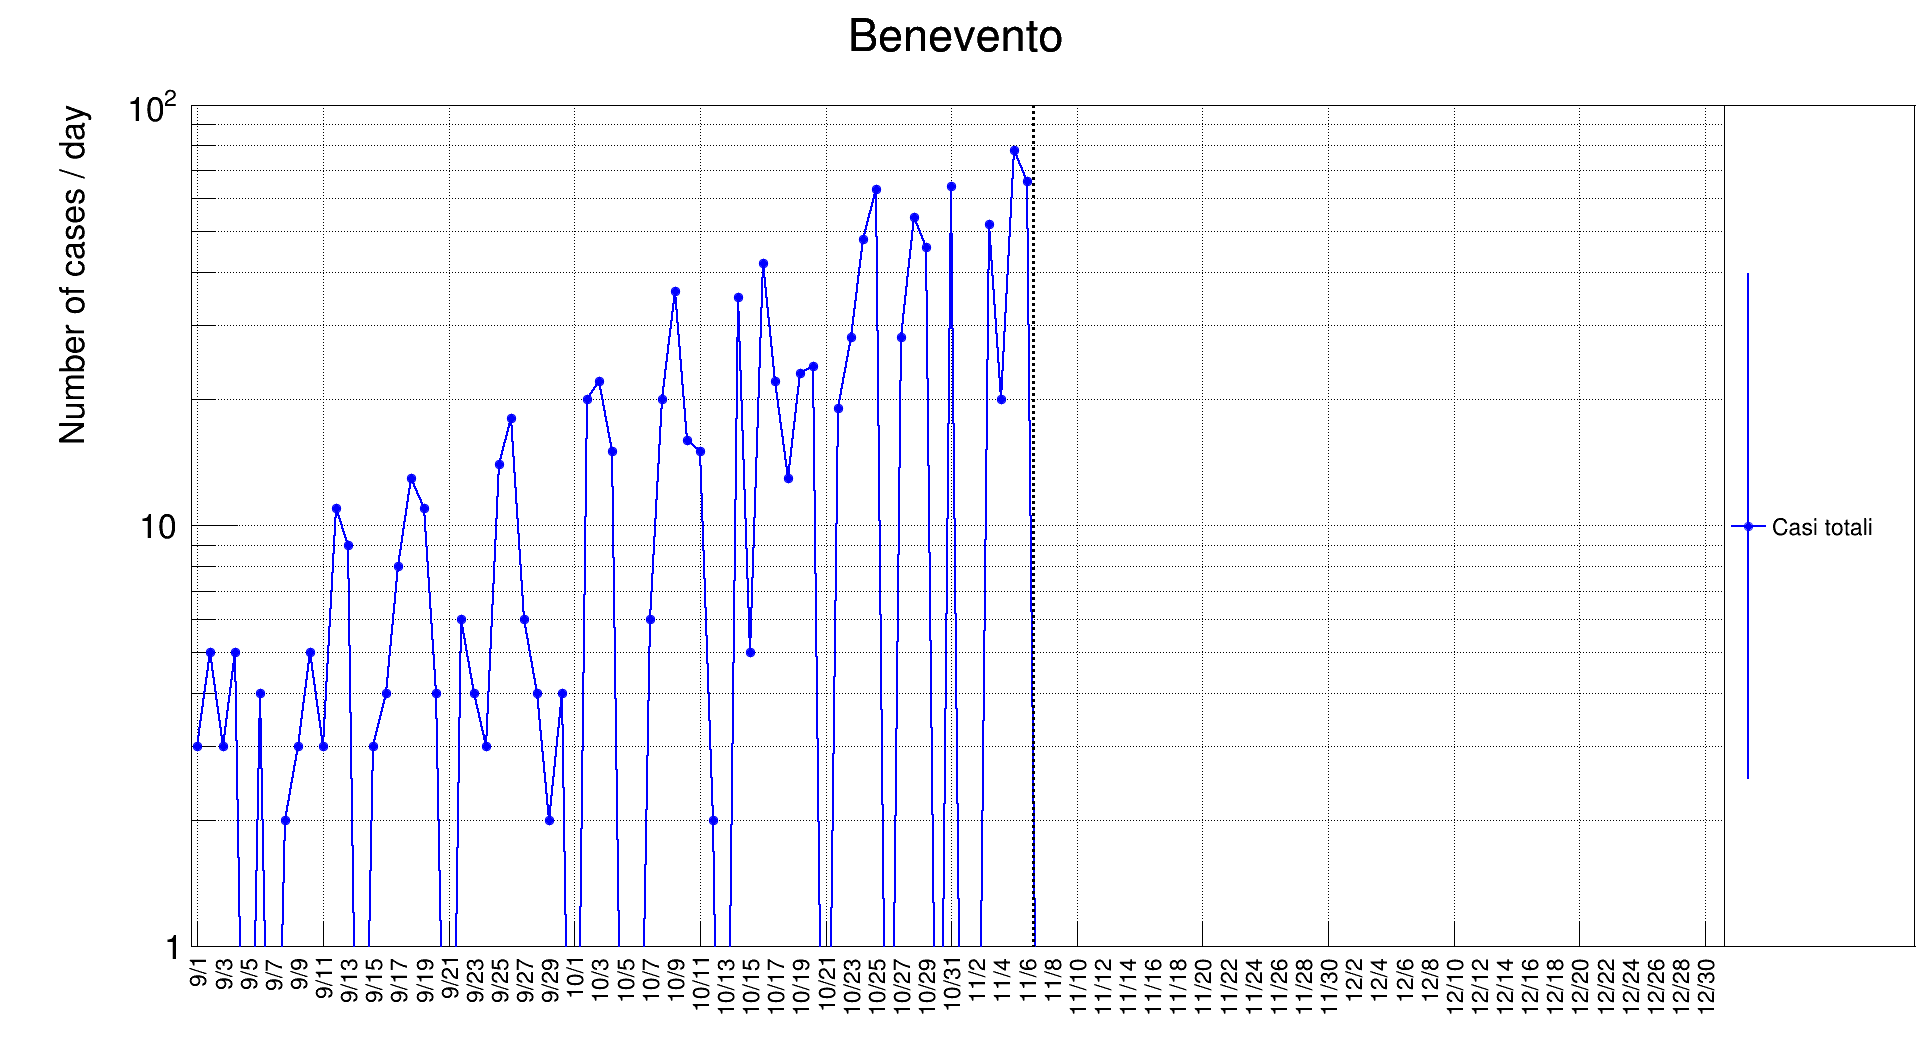 Benevento
Number of cases / day
10²
10
1
9/1 9/3 9/5 9/7 9/9 9/11 9/13 9/15 9/17 9/19 9/21 9/23 9/25 9/27 9/29 10/1 10/3 10/5 10/7 10/9 10/11 10/13 10/15 10/17 10/19 10/21 10/23 10/25 10/27 10/29 10/31 11/2 11/4 11/6 11/8 11/10 11/12 11/14 11/16 11/18 11/20 11/22 11/24 11/26 11/28 11/30 12/2 12/4 12/6 12/8 12/10 12/12 12/14 12/16 12/18 12/20 12/22 12/24 12/26 12/28 12/30
Casi totali